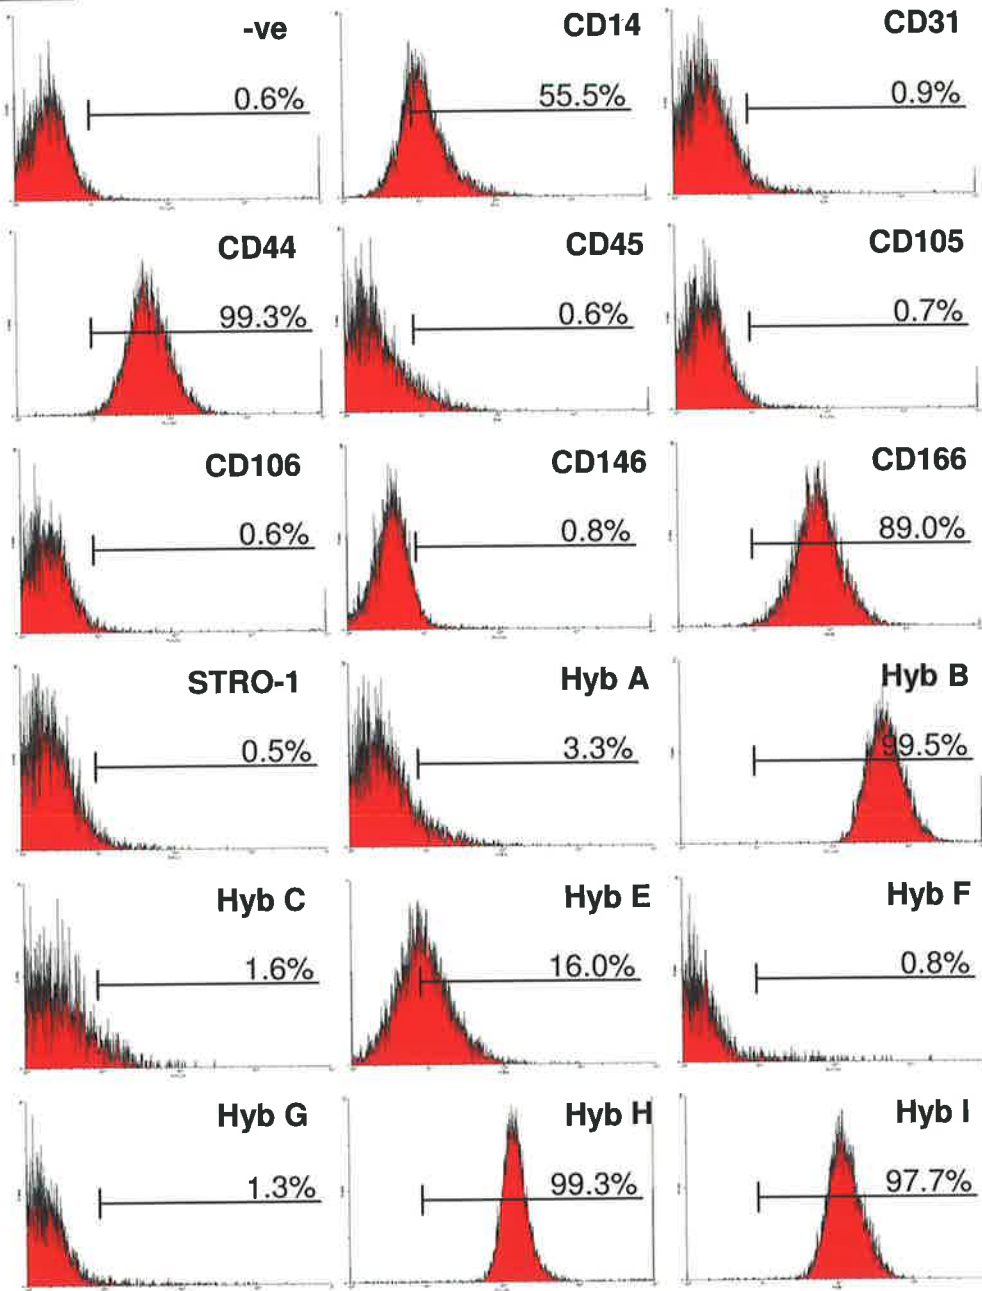 -ve
0.6%
CD14
55.5%
CD31
0.9%
CD44
99.3%
CD45
0.6%
CD105
0.7%
CD106
0.6%
CD146
0.8%
CD166
89.0%
STRO-1
0.5%
Hyb A
3.3%
Hyb B
99.5%
Hyb C
1.6%
Hyb E
16.0%
Hyb F
0.8%
Hyb G
1.3%
Hyb H
99.3%
Hyb I
97.7%